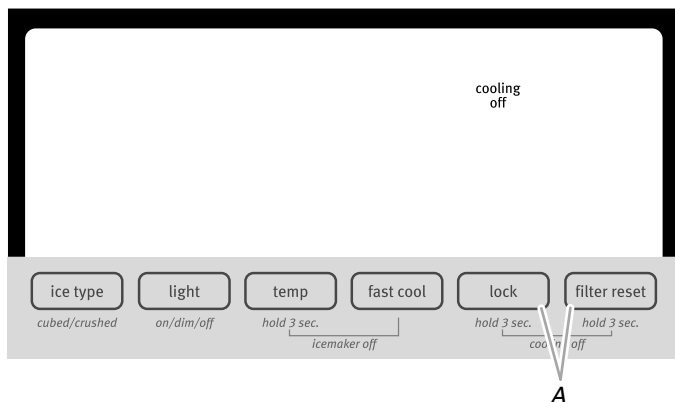 cooling
off
ice type light temp fast cool lock filter reset
cubed/crushed on/dim/off hold 3 sec. hold 3 sec. hold 3 sec.
icemaker off cooling off
A